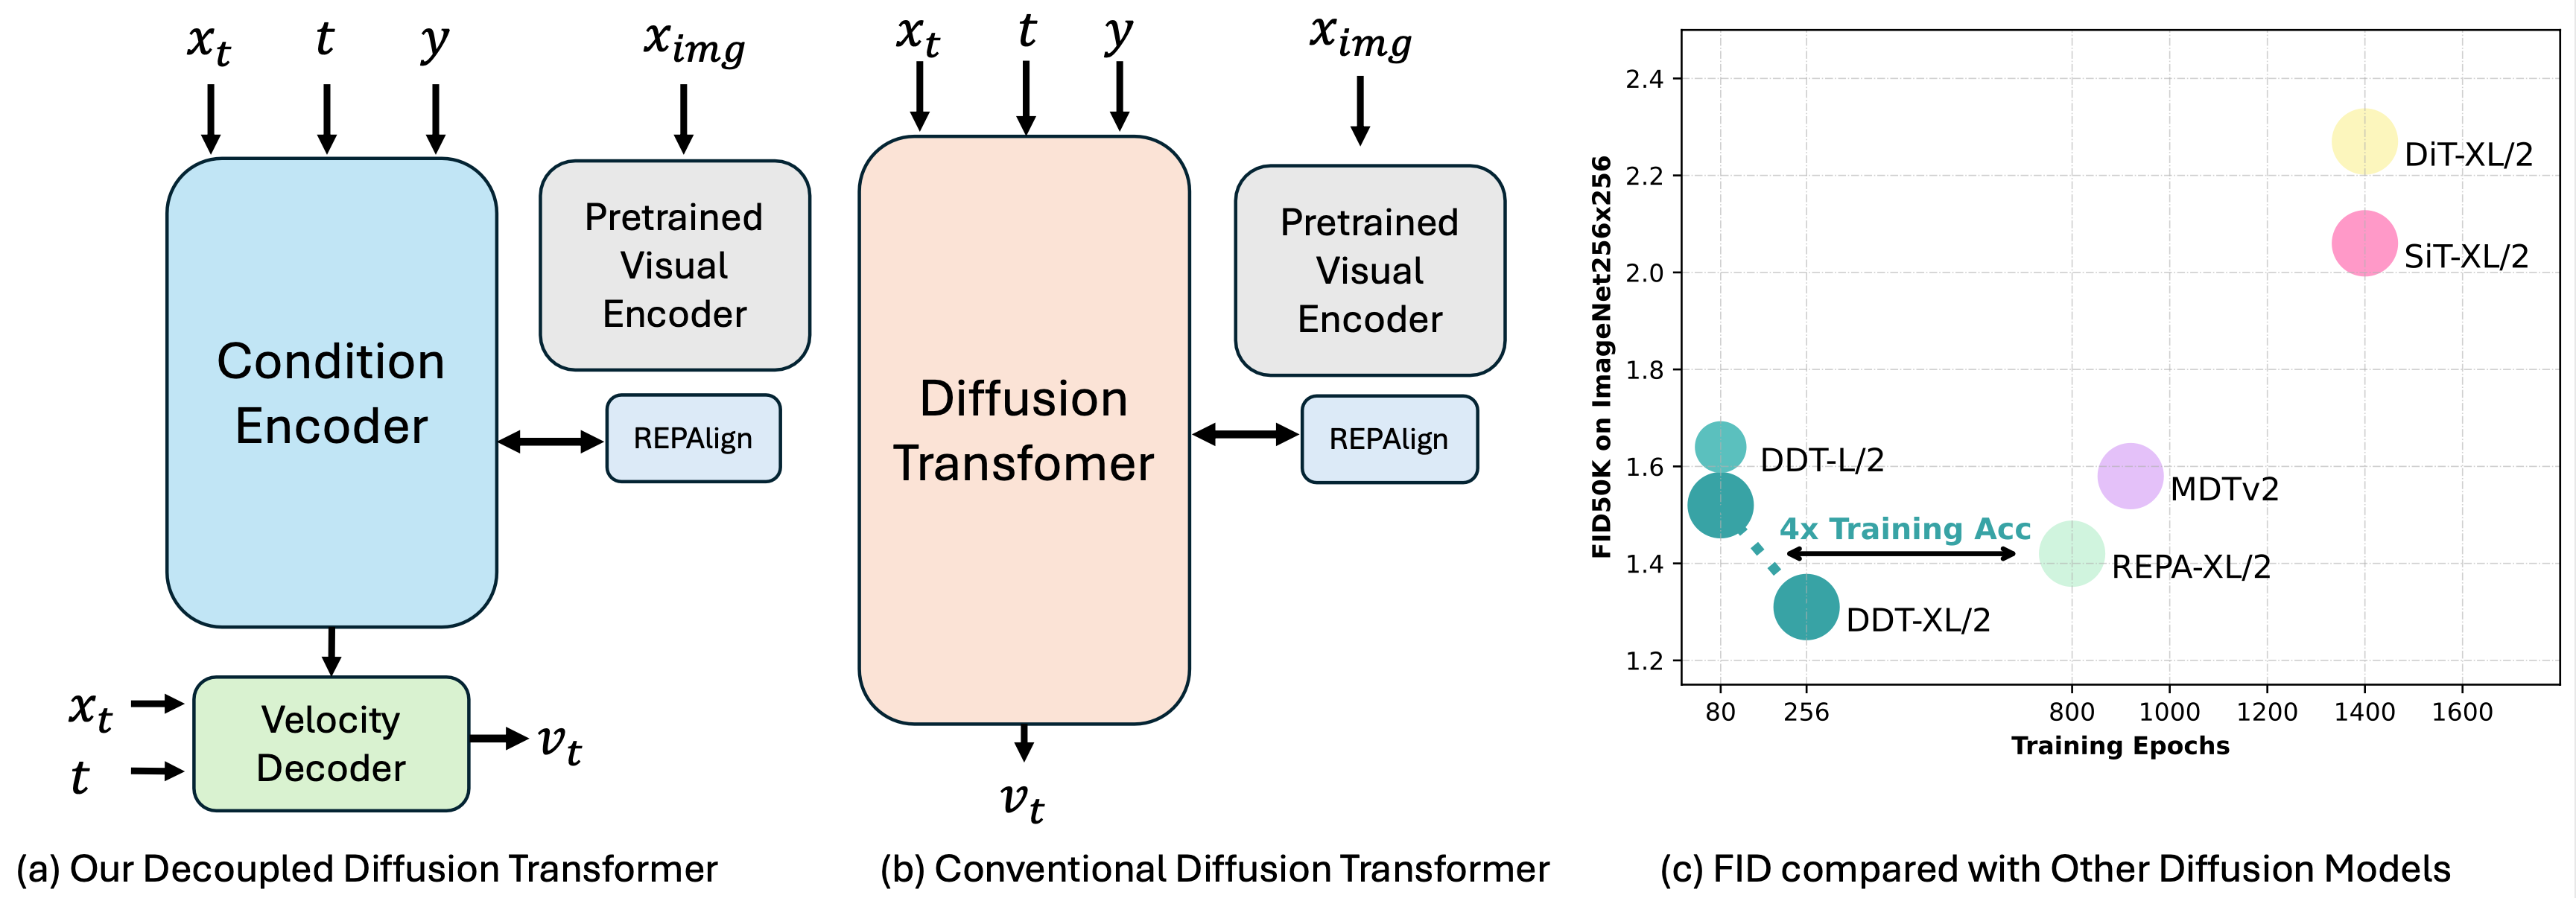 x_t t y x_img
Condition
Encoder
Pretrained
Visual
Encoder
REPAlign
x_t
t
Velocity
Decoder
v_t
(a) Our Decoupled Diffusion Transformer
x_t t y x_img
Diffusion
Transfomer
Pretrained
Visual
Encoder
REPAlign
v_t
(b) Conventional Diffusion Transformer
FID50K on ImageNet256x256
2.4
2.2
2.0
1.8
1.6
1.4
1.2
DiT-XL/2
SiT-XL/2
DDT-L/2
MDTv2
4x Training Acc
REPA-XL/2
DDT-XL/2
80 256 800 1000 1200 1400 1600
Training Epochs
(c) FID compared with Other Diffusion Models